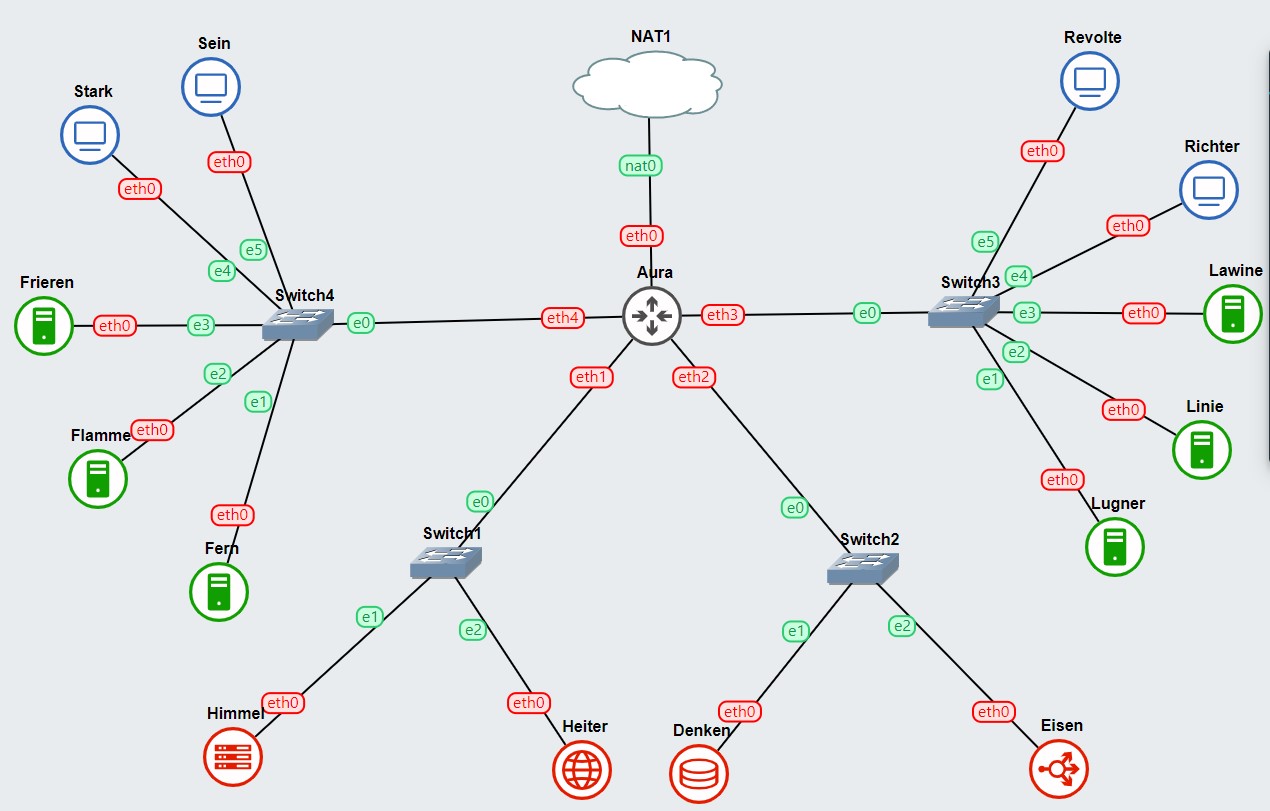 NAT1
Revolte
Sein
Stark
Richter
eth0
eth0
nat0
eth0
eth0
eth0
e5
e4
e5
e4
Aura
Frieren
Switch4
Switch3
Lawine
eth0
e3
e0
eth4
eth3
e0
e3
eth0
e2
e1
eth1
eth2
e2
e1
Flamme
eth0
eth0
Linie
eth0
eth0
Lugner
Fern
e0
e0
Switch1
Switch2
e1
e2
e1
e2
Himmel
eth0
eth0
Heiter
Denken
eth0
eth0
Eisen